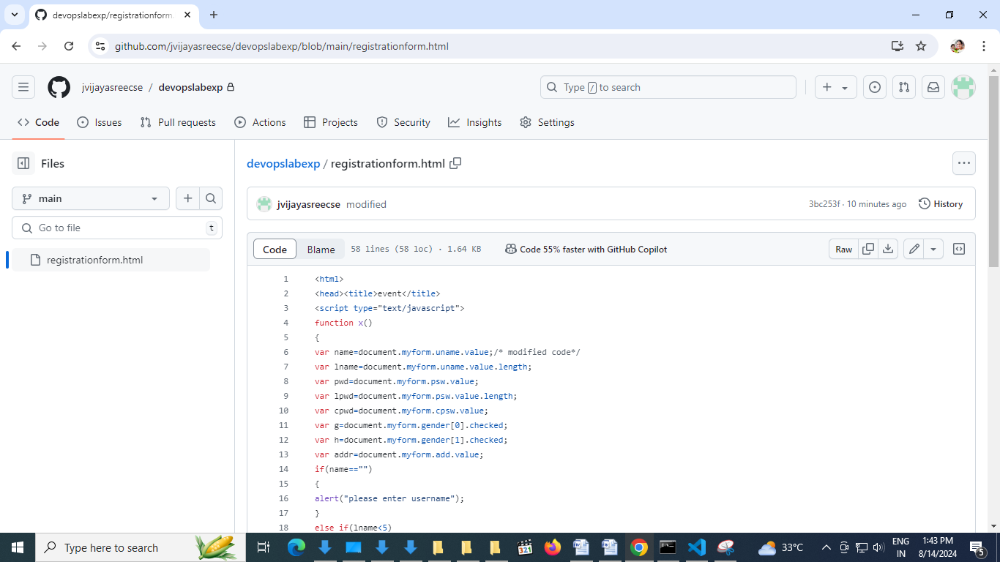 devopslabexp/registrationform.
github.com/jvijayasreecse/devopslabexp/blob/main/registrationform.html
jvijayasreecse / devopslabexp
Type / to search
Code Issues Pull requests Actions Projects Security Insights Settings
Files
main
Go to file t
registrationform.html
devopslabexp / registrationform.html
jvijayasreecse modified 3bc253f · 10 minutes ago History
Code Blame 58 lines (58 loc) · 1.64 KB Code 55% faster with GitHub Copilot Raw
1 <html>
2 <head><title>event</title>
3 <script type="text/javascript">
4 function x()
5 {
6 var name=document.myform.uname.value;/* modified code*/
7 var lname=document.myform.uname.value.length;
8 var pwd=document.myform.psw.value;
9 var lpwd=document.myform.psw.value.length;
10 var cpwd=document.myform.cpsw.value;
11 var g=document.myform.gender[0].checked;
12 var h=document.myform.gender[1].checked;
13 var addr=document.myform.add.value;
14 if(name=="")
15 {
16 alert("please enter username");
17 }
18 else if(lname<5)
Type here to search
321
33°C
ENG
IN
1:43 PM
8/14/2024
5